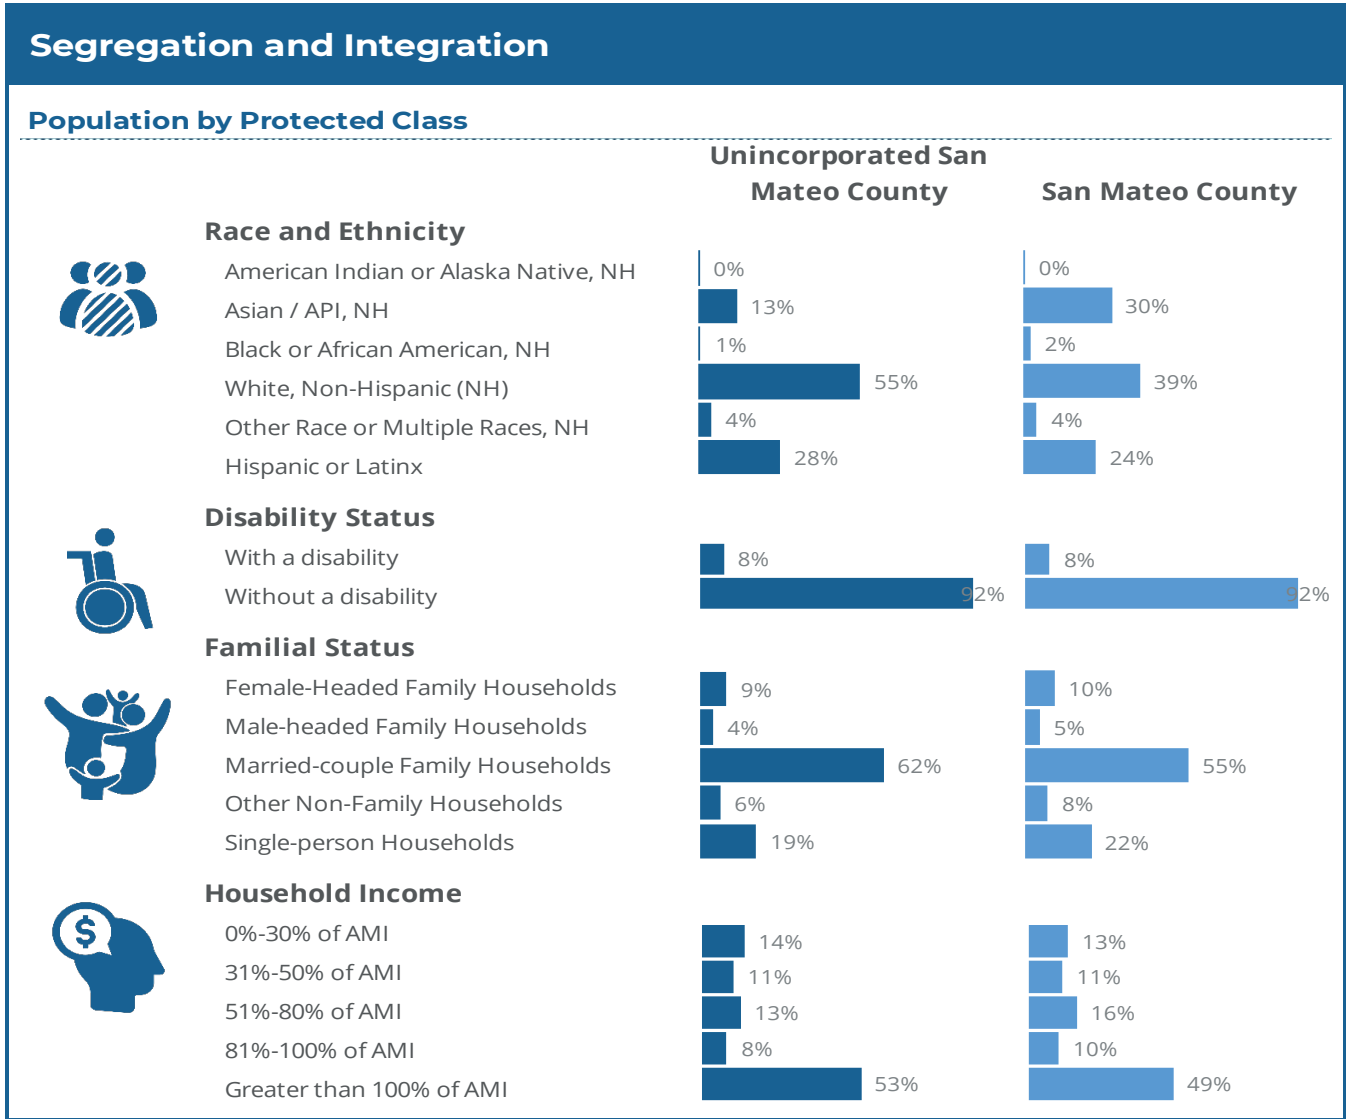 Segregation and Integration
Population by Protected Class
Unincorporated San
Mateo County
San Mateo County
Race and Ethnicity
American Indian or Alaska Native, NH 0% 0%
Asian / API, NH 13% 30%
Black or African American, NH 1% 2%
White, Non-Hispanic (NH) 55% 39%
Other Race or Multiple Races, NH 4% 4%
Hispanic or Latinx 28% 24%
Disability Status
With a disability 8% 8%
Without a disability 92% 92%
Familial Status
Female-Headed Family Households 9% 10%
Male-headed Family Households 4% 5%
Married-couple Family Households 62% 55%
Other Non-Family Households 6% 8%
Single-person Households 19% 22%
Household Income
$
0%-30% of AMI 14% 13%
31%-50% of AMI 11% 11%
51%-80% of AMI 13% 16%
81%-100% of AMI 8% 10%
Greater than 100% of AMI 53% 49%